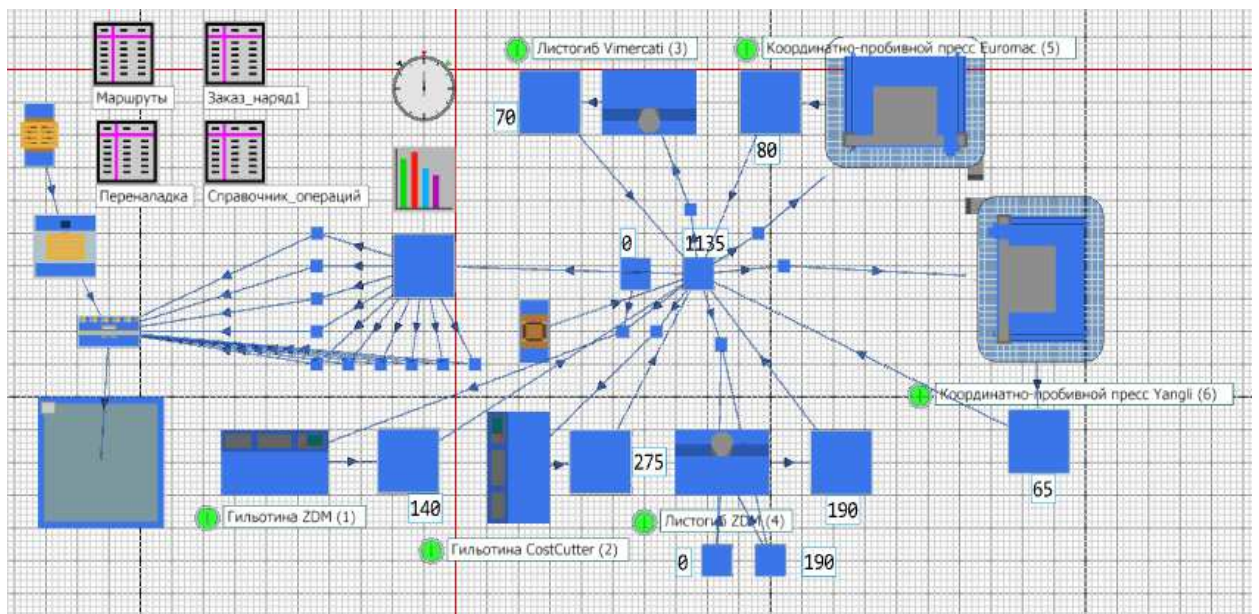 Листогиб Vimercati (3)
Координатно-пробивной пресс Euromac (5)
Маршруты
Заказ_наряд1
70
80
Переналадка
Справочник_операций
0
1135
Координатно-пробивной пресс Yangli (6)
275
140
65
190
Гильотина ZDM (1)
Листогиб ZDM (4)
Гильотина CostCutter (2)
0
190